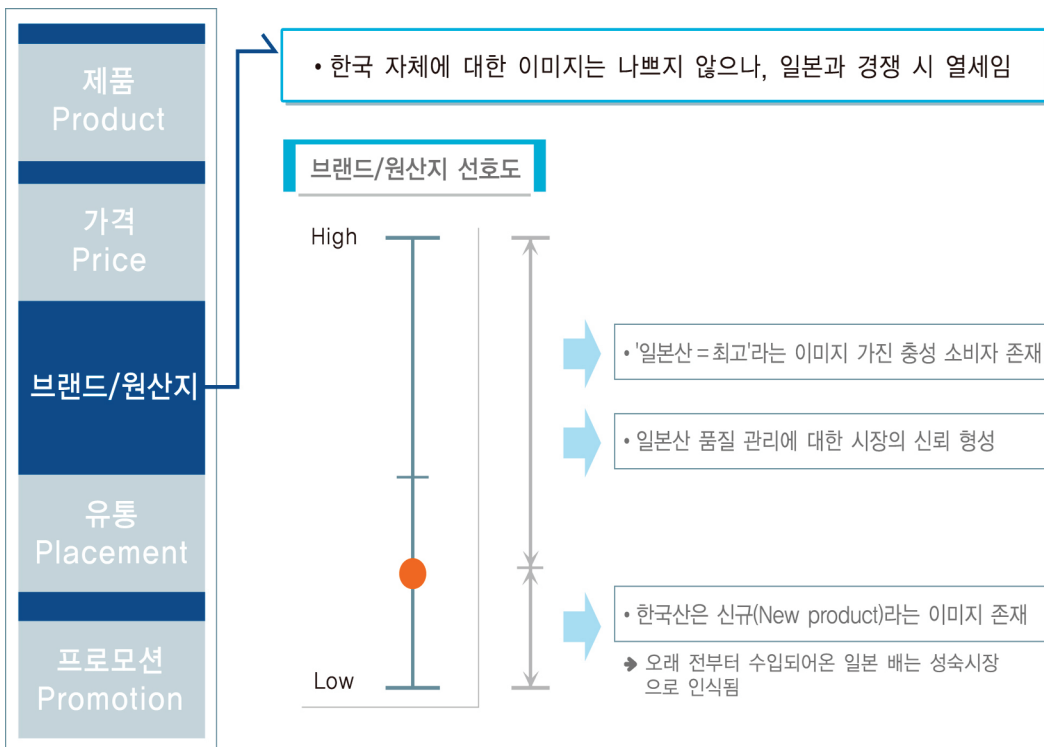 제품
Product
가격
Price
브랜드/원산지
유통
Placement
프로모션
Promotion
• 한국 자체에 대한 이미지는 나쁘지 않으나, 일본과 경쟁 시 열세임
브랜드/원산지 선호도
High
Low
• '일본산=최고'라는 이미지 가진 충성 소비자 존재
• 일본산 품질 관리에 대한 시장의 신뢰 형성
• 한국산은 신규(New product)라는 이미지 존재
➔ 오래 전부터 수입되어온 일본 배는 성숙시장
으로 인식됨